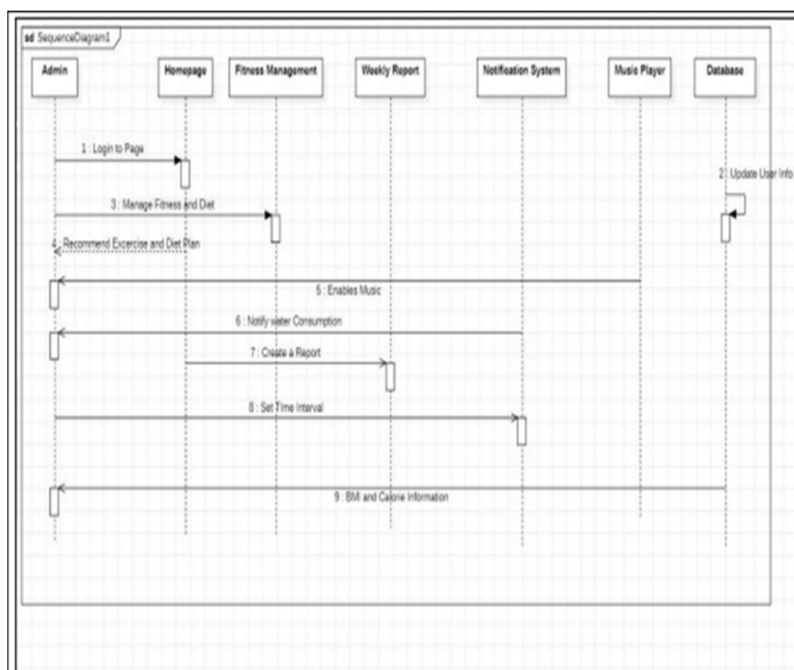 sd SequenceDiagram1
Admin
Homepage
Fitness Management
Weekly Report
Notification System
Music Player
Database
1 : Login to Page
2 : Update User Info
3 : Manage Fitness and Diet
4 : Recommend Excercise and Diet Plan
5 : Enables Music
6 : Notify water Consumption
7 : Create a Report
8 : Set Time Interval
9 : BMI and Calorie Information